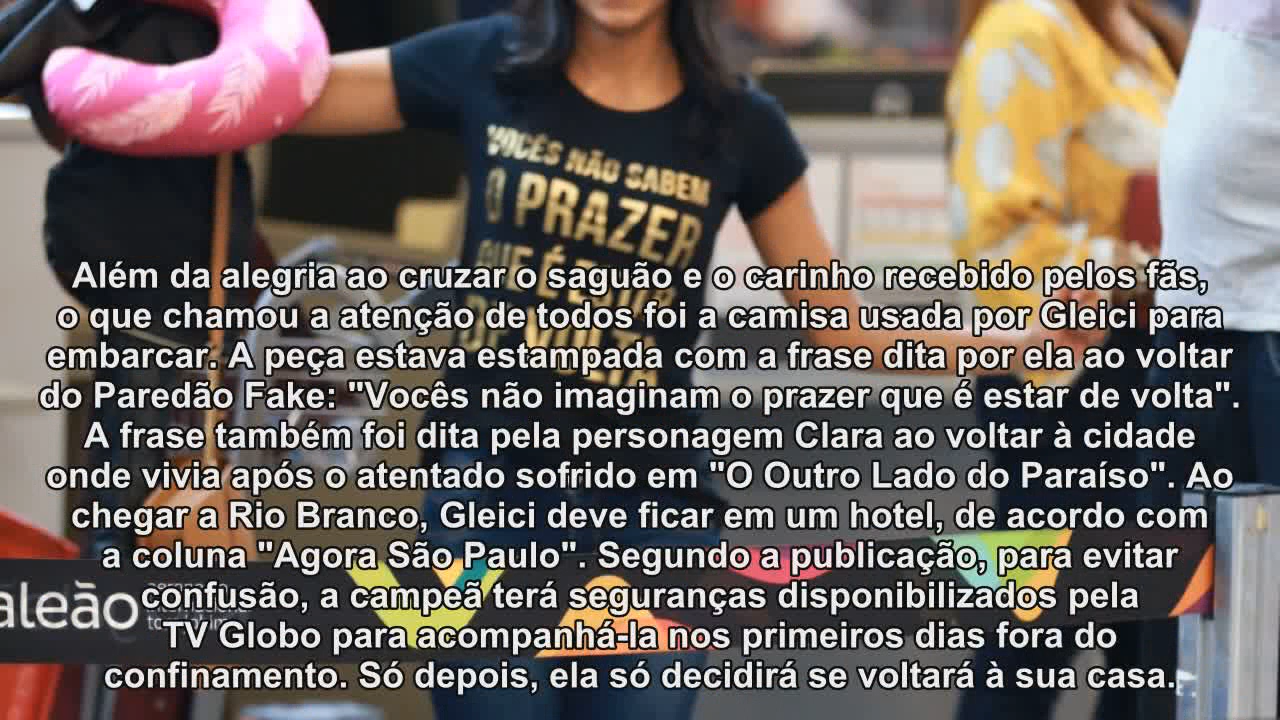 VOCÊS NÃO SABEM
O PRAZER
QUE É
DE VOLTA
Além da alegria ao cruzar o saguão e o carinho recebido pelos fãs,
o que chamou a atenção de todos foi a camisa usada por Gleici para
embarcar. A peça estava estampada com a frase dita por ela ao voltar
do Paredão Fake: "Vocês não imaginam o prazer que é estar de volta".
A frase também foi dita pela personagem Clara ao voltar à cidade
onde vivia após o atentado sofrido em "O Outro Lado do Paraíso". Ao
chegar a Rio Branco, Gleici deve ficar em um hotel, de acordo com
a coluna "Agora São Paulo". Segundo a publicação, para evitar
confusão, a campeã terá seguranças disponibilizados pela
TV Globo para acompanhá-la nos primeiros dias fora do
confinamento. Só depois, ela só decidirá se voltará à sua casa.
aleão